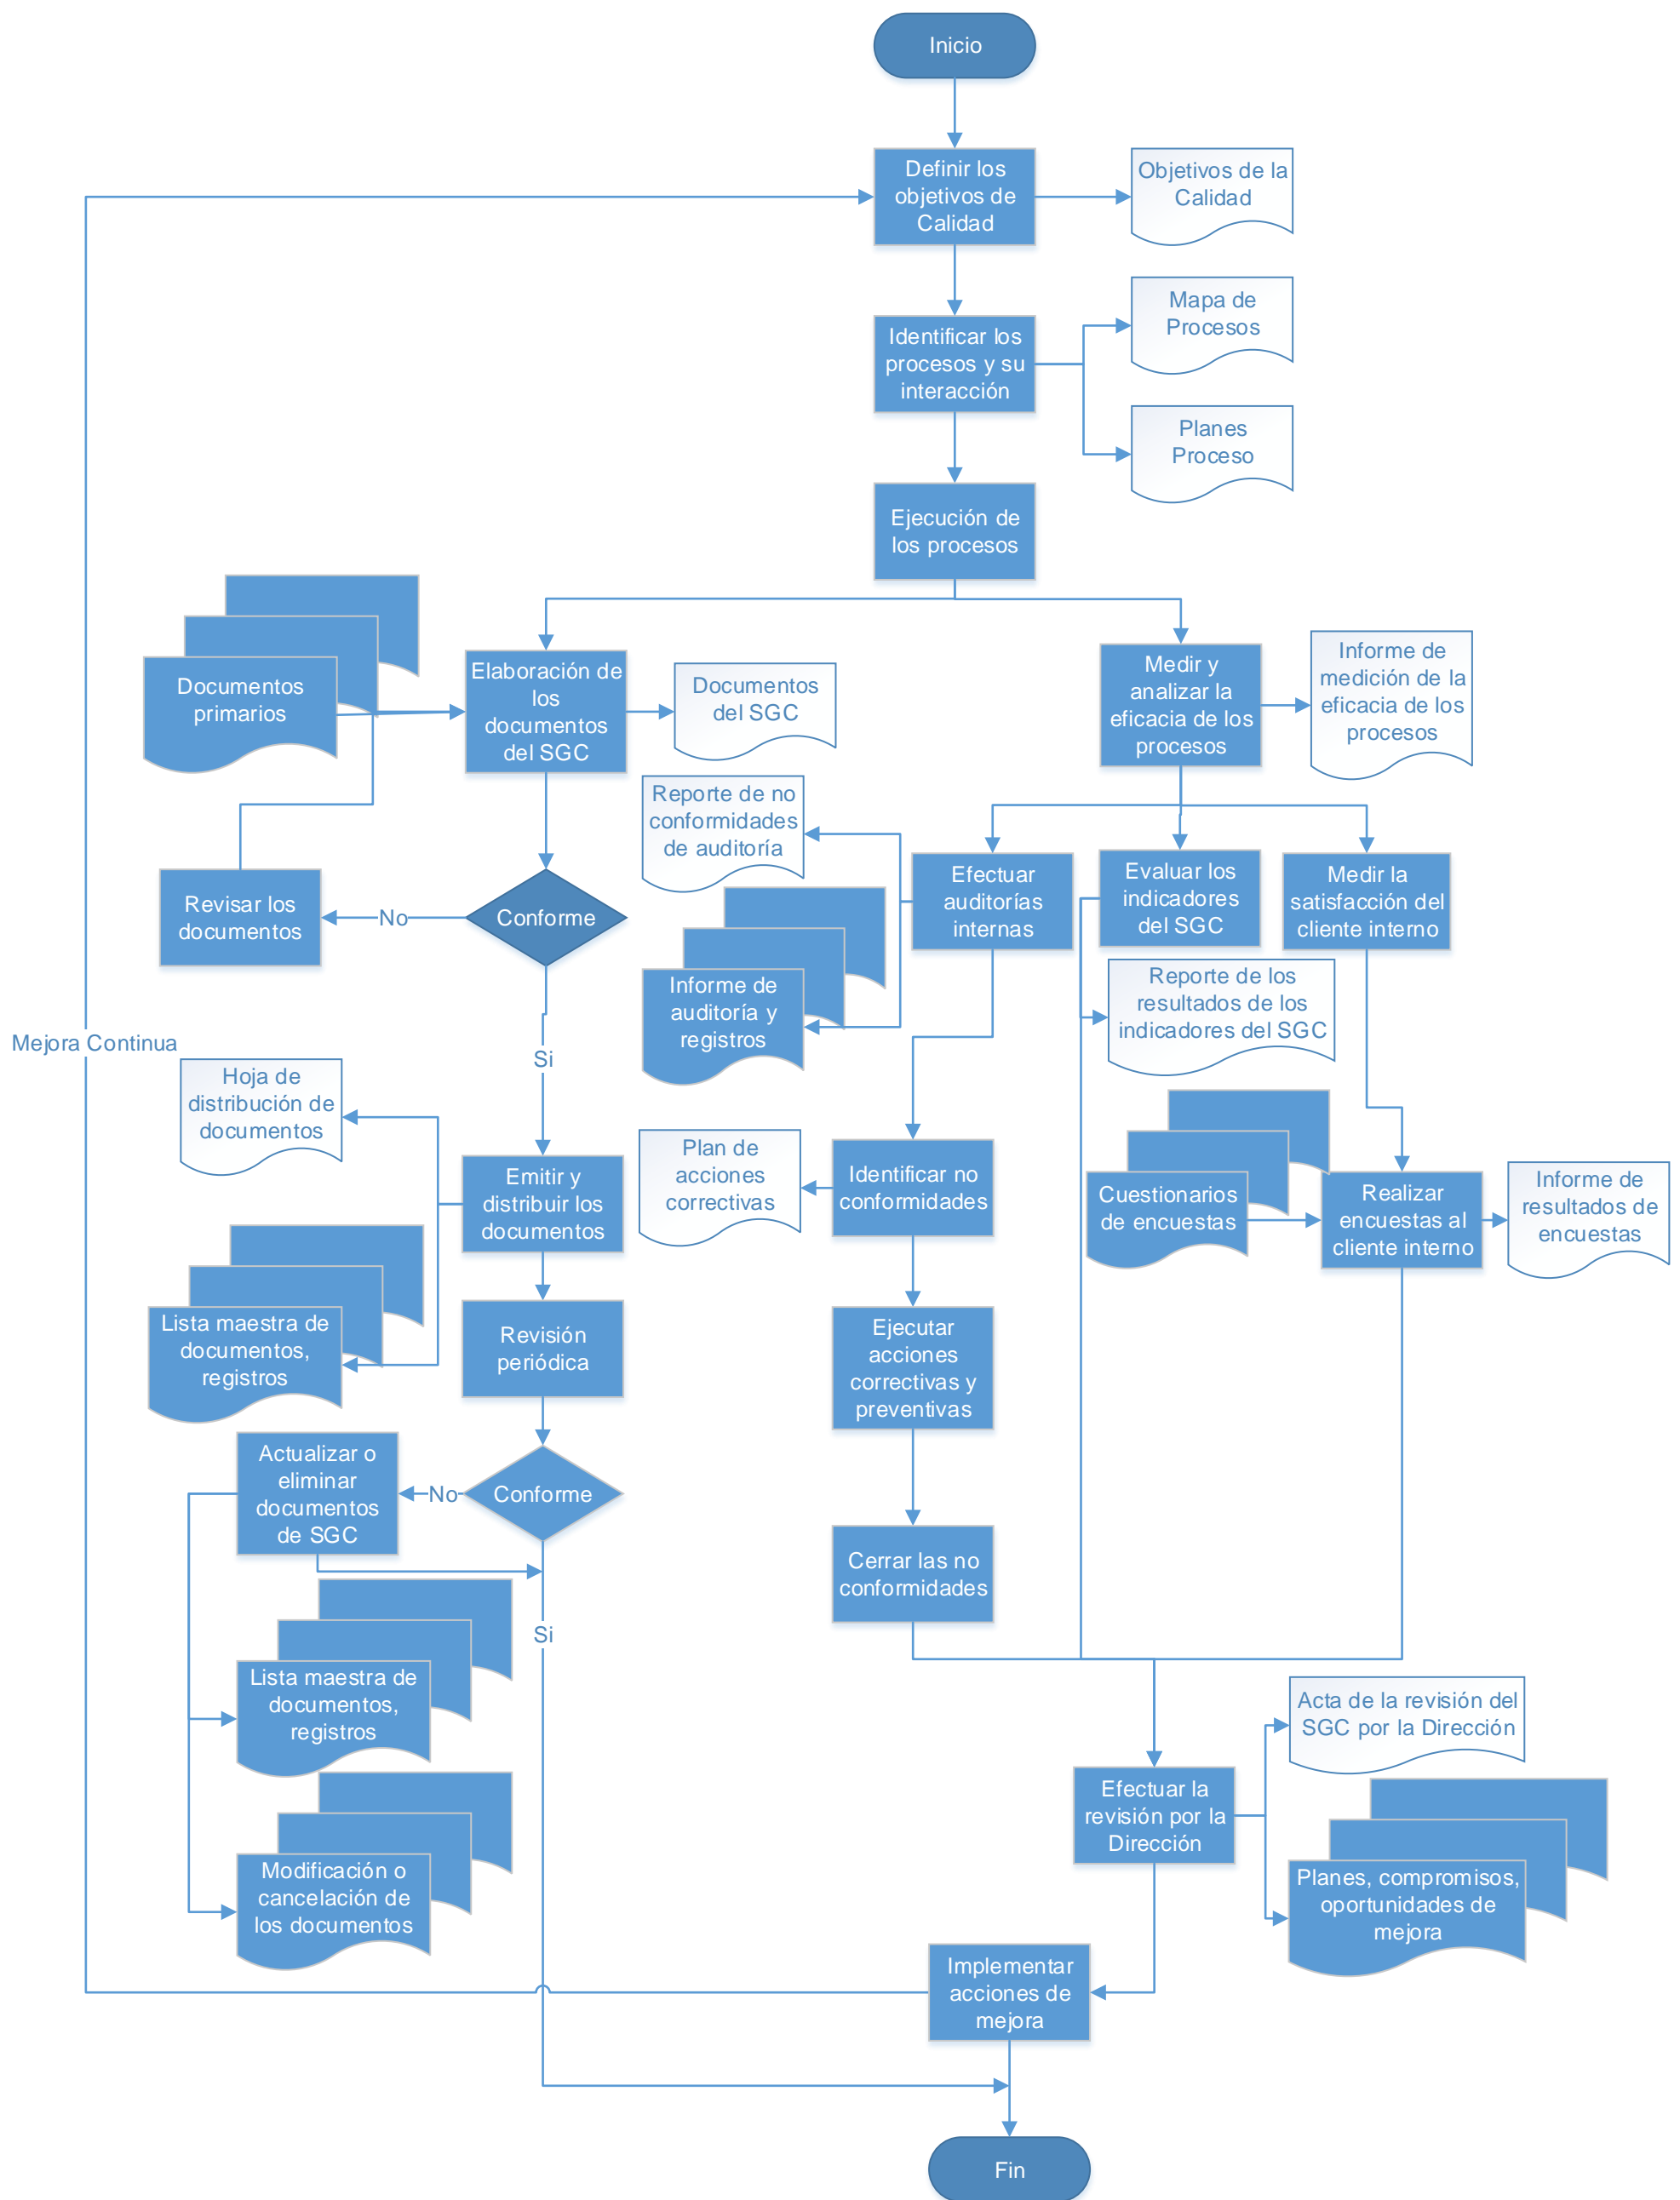 Inicio
Definir los
objetivos de
Calidad
Objetivos de la
Calidad
Mapa de
Procesos
Identificar los
procesos y su
interacción
Planes
Proceso
Ejecución de
los procesos
Documentos
primarios
Elaboración de
los
documentos
del SGC
Documentos
del SGC
Medir y
analizar la
eficacia de los
procesos
Informe de
medición de la
eficacia de los
procesos
Reporte de no
conformidades
de auditoría
Revisar los
documentos
No
Conforme
Efectuar
auditorías
internas
Evaluar los
indicadores
del SGC
Medir la
satisfacción del
cliente interno
Informe de
auditoría y
registros
Reporte de los
resultados de los
indicadores del SGC
Mejora Continua
Si
Hoja de
distribución de
documentos
Emitir y
distribuir los
documentos
Plan de
acciones
correctivas
Identificar no
conformidades
Cuestionarios
de encuestas
Realizar
encuestas al
cliente interno
Informe de
resultados de
encuestas
Lista maestra de
documentos,
registros
Revisión
periódica
Ejecutar
acciones
correctivas y
preventivas
Actualizar o
eliminar
documentos
de SGC
No
Conforme
Cerrar las no
conformidades
Si
Lista maestra de
documentos,
registros
Acta de la revisión del
SGC por la Dirección
Efectuar la
revisión por la
Dirección
Modificación o
cancelación de
los documentos
Planes, compromisos,
oportunidades de
mejora
Implementar
acciones de
mejora
Fin